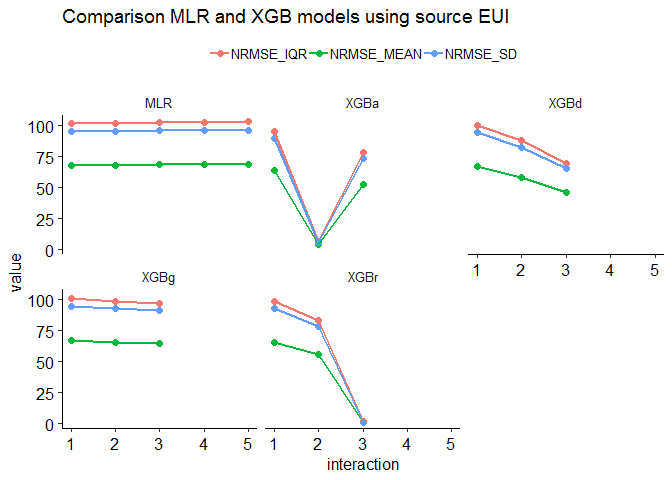 Comparison MLR and XGB models using source EUI
NRMSE_IQR NRMSE_MEAN NRMSE_SD
MLR XGBa XGBd
100
75
50
25
0
1 2 3 4 5
XGBg XGBr
100
75
50
25
0
1 2 3 4 5 1 2 3 4 5
value
interaction